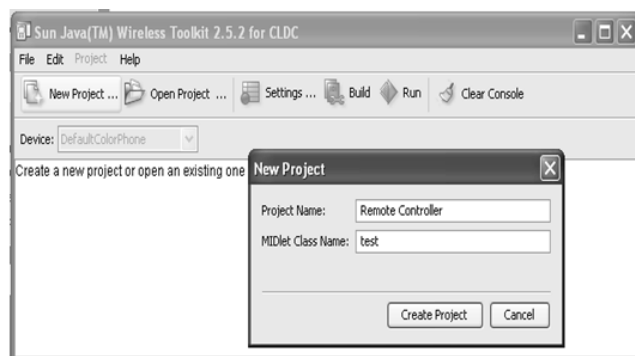 Sun Java(TM) Wireless Toolkit 2.5.2 for CLDC
File Edit Project Help
New Project ... Open Project ... Settings ... Build Run Clear Console
Device: DefaultColorPhone
Create a new project or open an existing one
New Project
Project Name: Remote Controller
MIDlet Class Name: test
Create Project Cancel